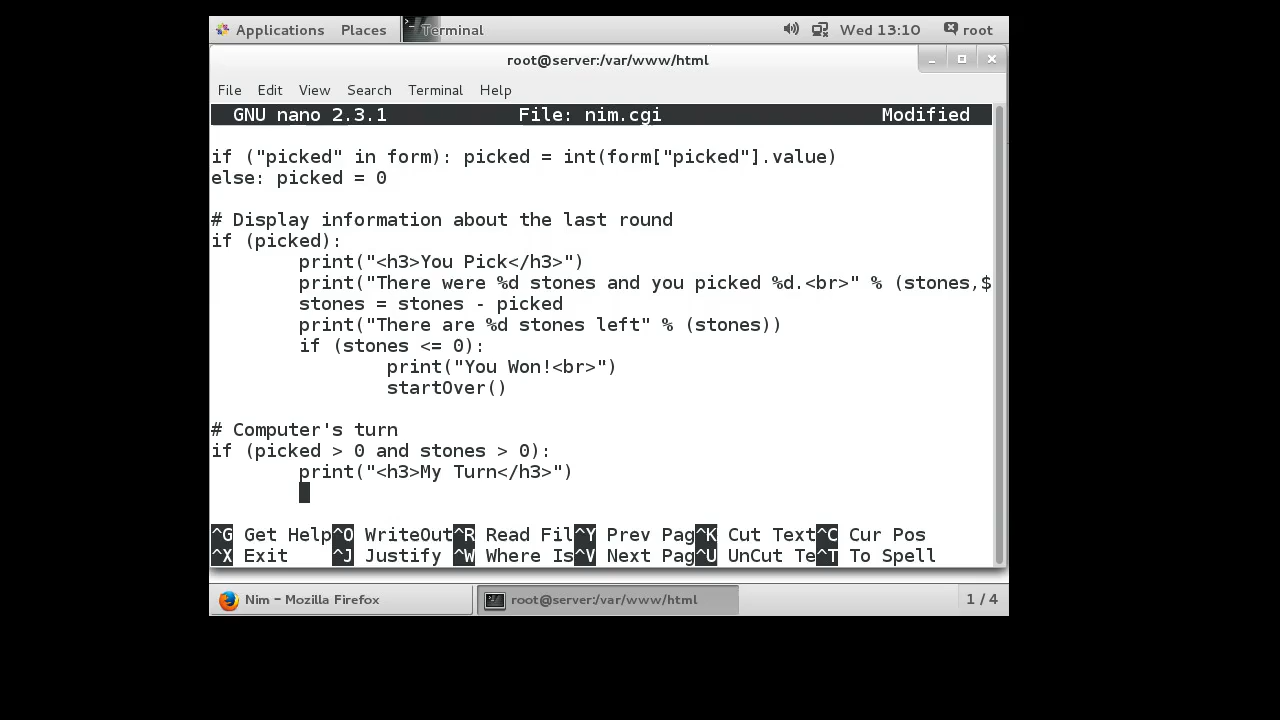 Applications Places Terminal Wed 13:10 root
root@server:/var/www/html
File Edit View Search Terminal Help
GNU nano 2.3.1 File: nim.cgi Modified
if ("picked" in form): picked = int(form["picked"].value)
else: picked = 0
# Display information about the last round
if (picked):
print("<h3>You Pick</h3>")
print("There were %d stones and you picked %d.<br>" % (stones,$
stones = stones - picked
print("There are %d stones left" % (stones))
if (stones <= 0):
print("You Won!<br>")
startOver()
# Computer's turn
if (picked > 0 and stones > 0):
print("<h3>My Turn</h3>")
^G Get Help^O WriteOut^R Read Fil^Y Prev Pag^K Cut Text^C Cur Pos
^X Exit ^J Justify ^W Where Is^V Next Pag^U UnCut Te^T To Spell
Nim - Mozilla Firefox root@server:/var/www/html 1 / 4